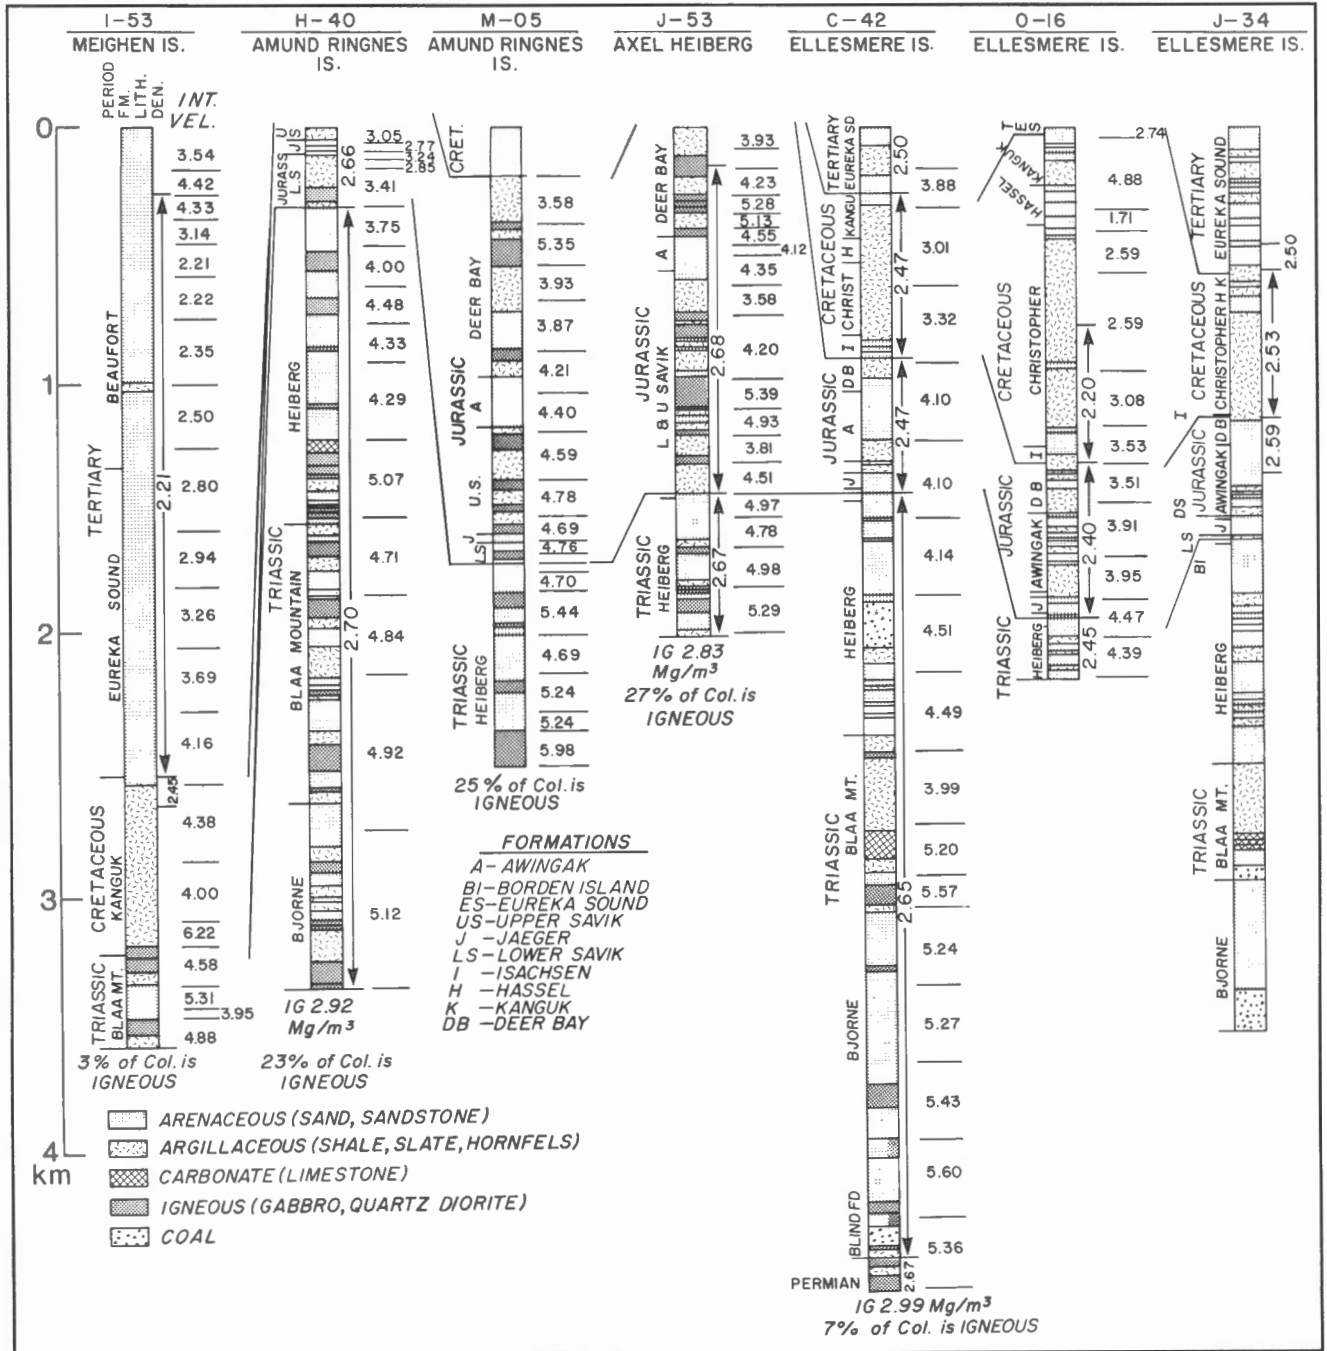 I-53
MEIGHEN IS.
H-40
AMUND RINGNES
IS.
M-05
AMUND RINGNES
IS.
J-53
AXEL HEIBERG
C-42
ELLESMERE IS.
O-16
ELLESMERE IS.
J-34
ELLESMERE IS.
0
1
2
3
4
km
PERIOD
FM.
LITH.
DEN.
INT.
VEL.
TERTIARY
BEAUFORT
EUREKA SOUND
CRETACEOUS
KANGUK
TRIASSIC
BLAA MT.
2.21
2.45
3.54
4.42
4.33
3.14
2.21
2.22
2.35
2.50
2.80
2.94
3.26
3.69
4.16
4.38
4.00
6.22
4.58
5.31
3.95
4.88
3% of Col. is
IGNEOUS
JURASS
U
J
S
L.S
HEIBERG
TRIASSIC
BLAA MOUNTAIN
BJORNE
2.66
2.70
3.05
2.77
3.24
2.85
3.41
3.75
4.00
4.48
4.33
4.29
5.07
4.71
4.84
4.92
5.12
IG 2.92
Mg/m³
23% of Col. is
IGNEOUS
CRET.
JURASSIC
DEER BAY
A
U.S.
J
LS
TRIASSIC
HEIBERG
3.58
5.35
3.93
3.87
4.21
4.40
4.59
4.78
4.69
4.76
4.70
5.44
4.69
5.24
5.24
5.98
25% of Col. is
IGNEOUS
DEER BAY
A
JURASSIC
L & U SAVIK
TRIASSIC
HEIBERG
2.68
2.67
3.93
4.23
5.28
5.13
4.55
4.12
4.35
3.58
4.20
5.39
4.93
3.81
4.51
4.97
4.78
4.98
5.29
IG 2.83
Mg/m³
27% of Col. is
IGNEOUS
TERTIARY
EUREKA SD
CRETACEOUS
KANGU
H
CHRIST
I
JURASSIC
DB
A
J
HEIBERG
TRIASSIC
BLAA MT.
BJORNE
BLIND FD
PERMIAN
2.50
2.47
2.47
2.65
2.67
3.88
3.01
3.32
4.10
4.10
4.14
4.51
4.49
3.99
5.20
5.57
5.24
5.27
5.43
5.60
5.36
IG 2.99 Mg/m³
7% of Col. is IGNEOUS
T
E
S
KANGUK
HASSEL
CRETACEOUS
CHRISTOPHER
I
JURASSIC
D B
AWINGAK
J
TRIASSIC
HEIBERG
2.20
2.40
2.45
2.74
4.88
1.71
2.59
2.59
3.08
3.53
3.51
3.91
3.95
4.47
4.39
TERTIARY
EUREKA SOUND
CRETACEOUS
H K
CHRISTOPHER
I
JURASSIC
DB
AWINGAK
DS
J
LS
BI
HEIBERG
TRIASSIC
BLAA MT.
BJORNE
2.50
2.53
2.59
FORMATIONS
A-AWINGAK
BI-BORDEN ISLAND
ES-EUREKA SOUND
US-UPPER SAVIK
J -JAEGER
LS-LOWER SAVIK
I -ISACHSEN
H -HASSEL
K -KANGUK
DB -DEER BAY
ARENACEOUS (SAND, SANDSTONE)
ARGILLACEOUS (SHALE, SLATE, HORNFELS)
CARBONATE (LIMESTONE)
IGNEOUS (GABBRO, QUARTZ DIORITE)
COAL